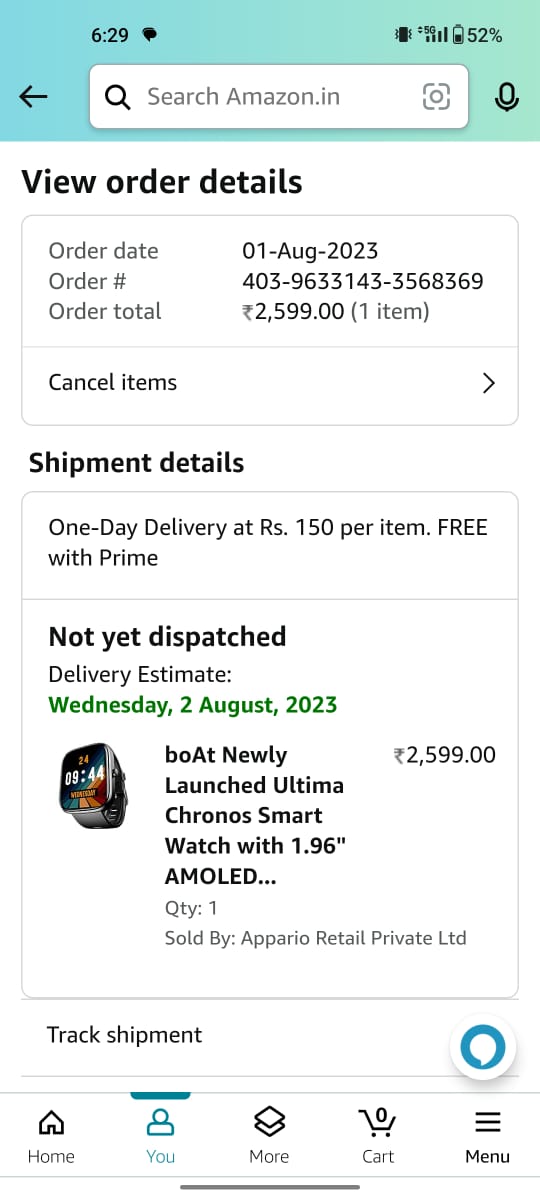 6:29
5G 52%
Search Amazon.in
View order details
Order date 01-Aug-2023
Order # 403-9633143-3568369
Order total ₹2,599.00 (1 item)
Cancel items
Shipment details
One-Day Delivery at Rs. 150 per item. FREE
with Prime
Not yet dispatched
Delivery Estimate:
Wednesday, 2 August, 2023
24
09:44
WEDNESDAY
boAt Newly ₹2,599.00
Launched Ultima
Chronos Smart
Watch with 1.96"
AMOLED...
Qty: 1
Sold By: Appario Retail Private Ltd
Track shipment
0
Home You More Cart Menu